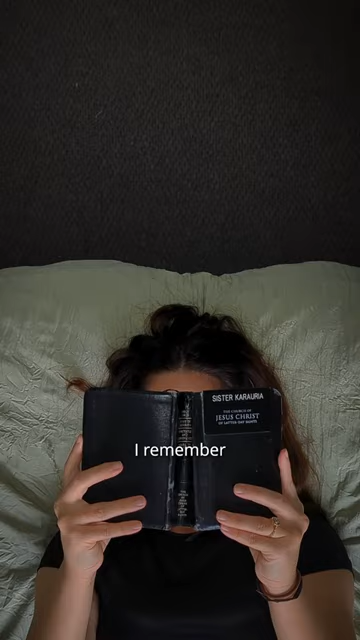 SISTER KARAURIA
THE CHURCH OF
JESUS CHRIST
OF LATTER-DAY SAINTS
I remember